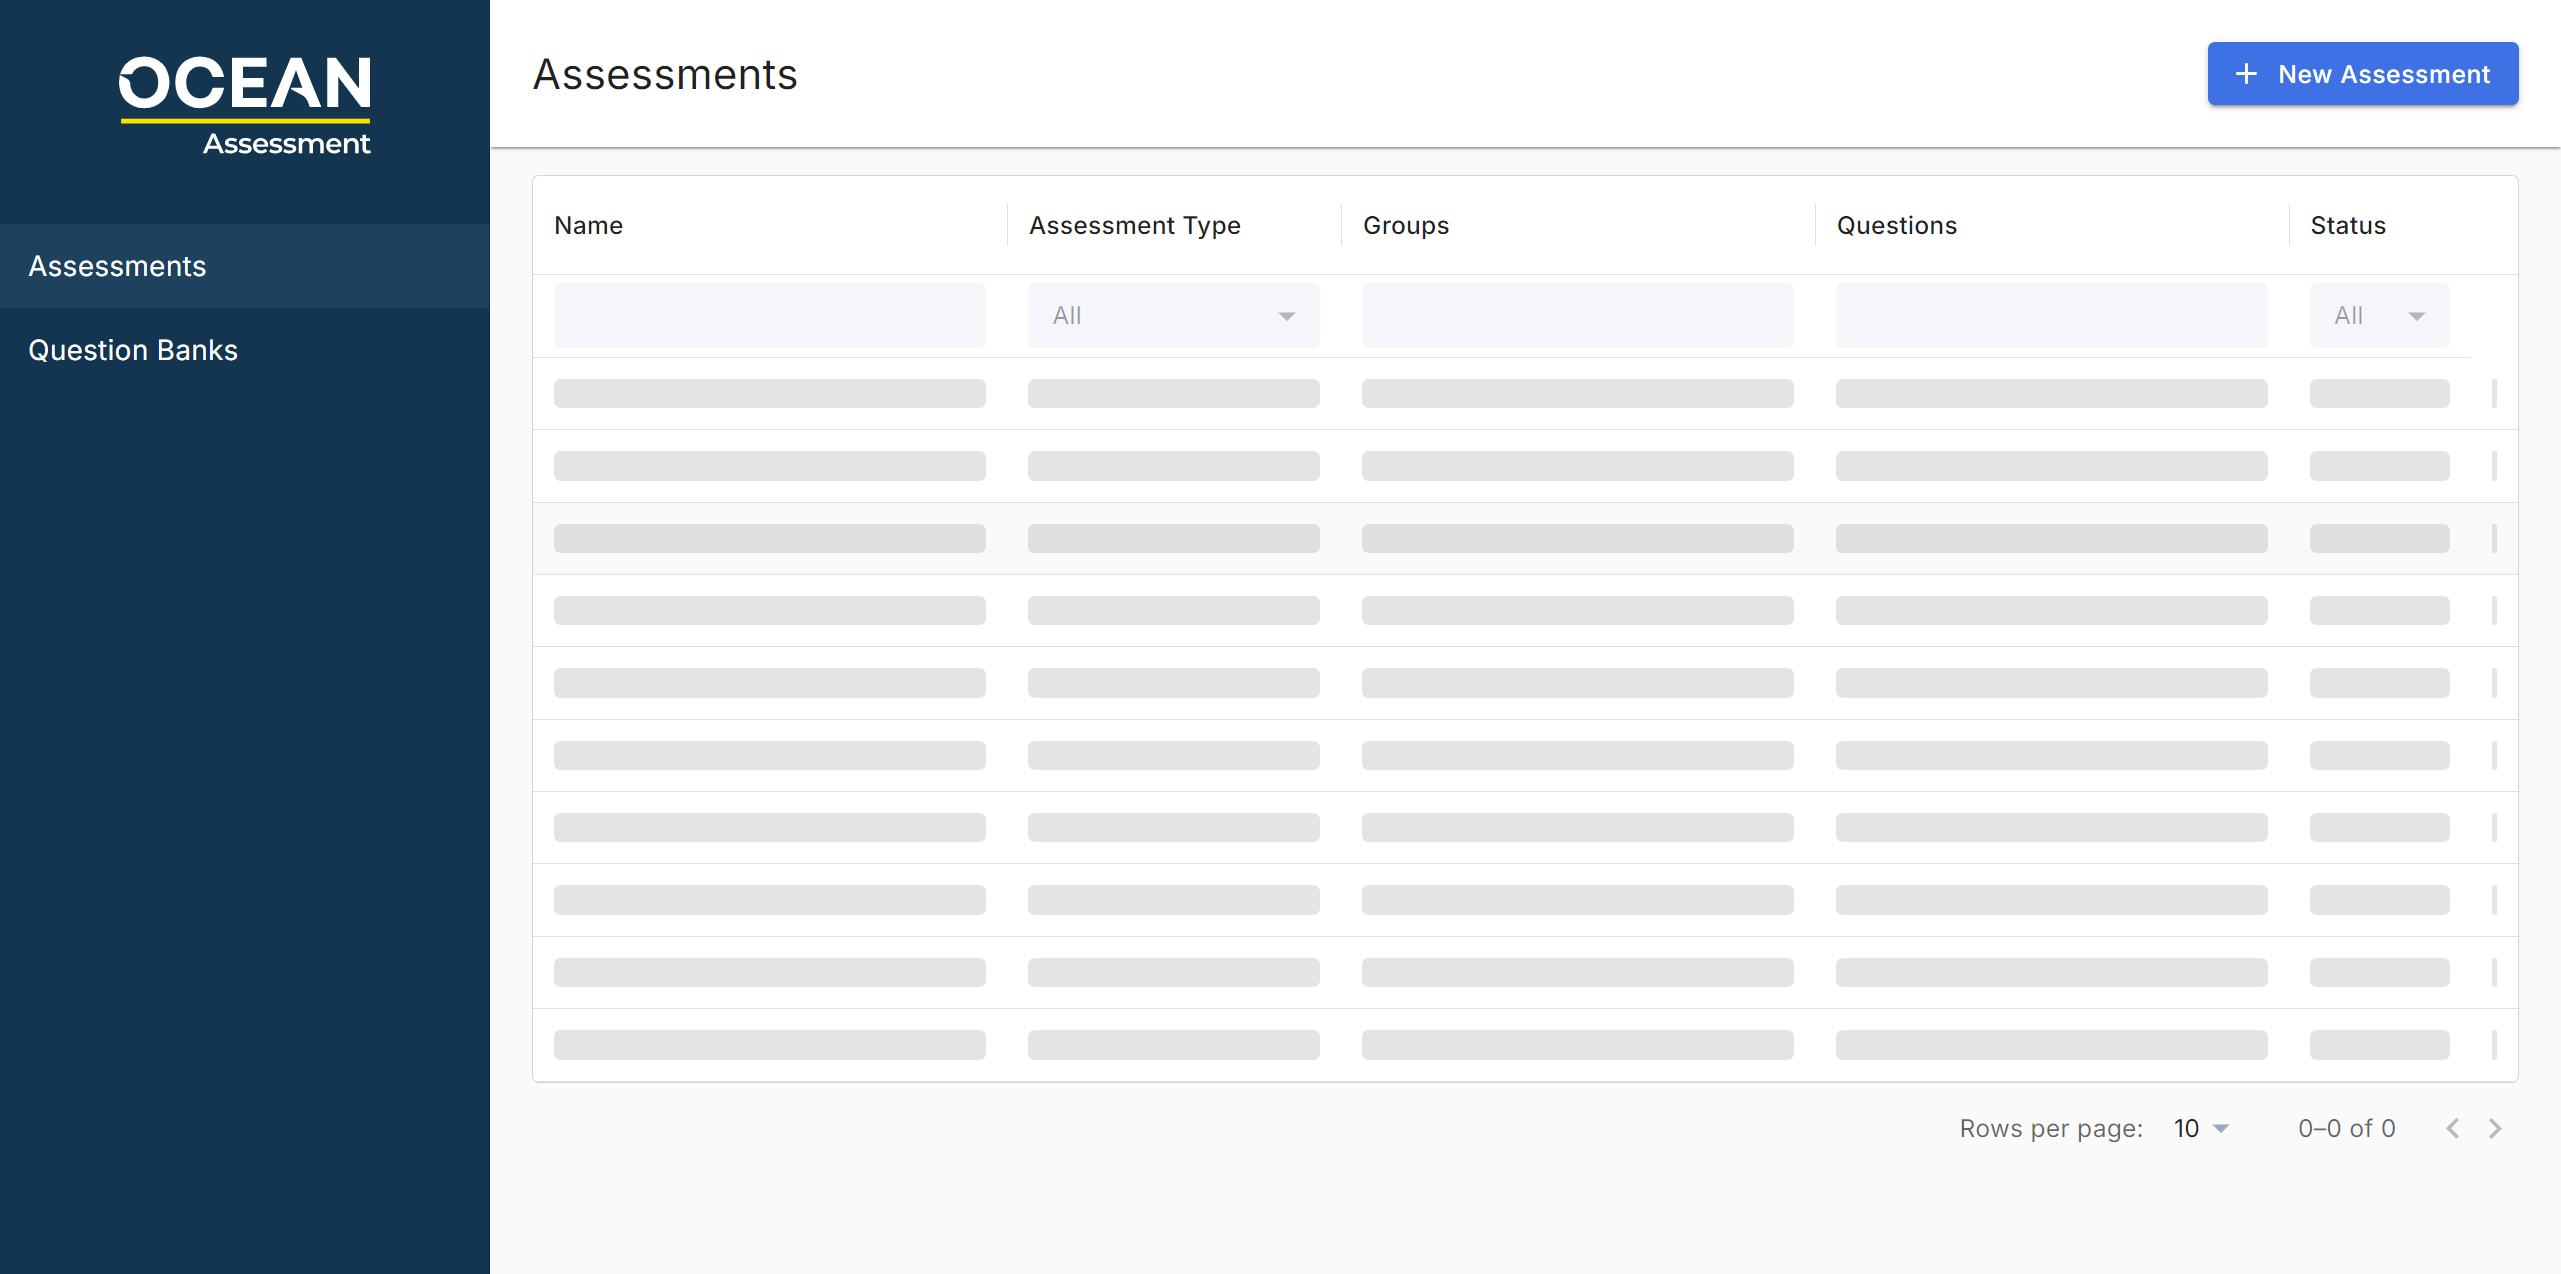 OCEAN
Assessment
Assessments
Question Banks
Assessments
New Assessment
Name Assessment Type Groups Questions Status
All All
Rows per page: 10 0–0 of 0